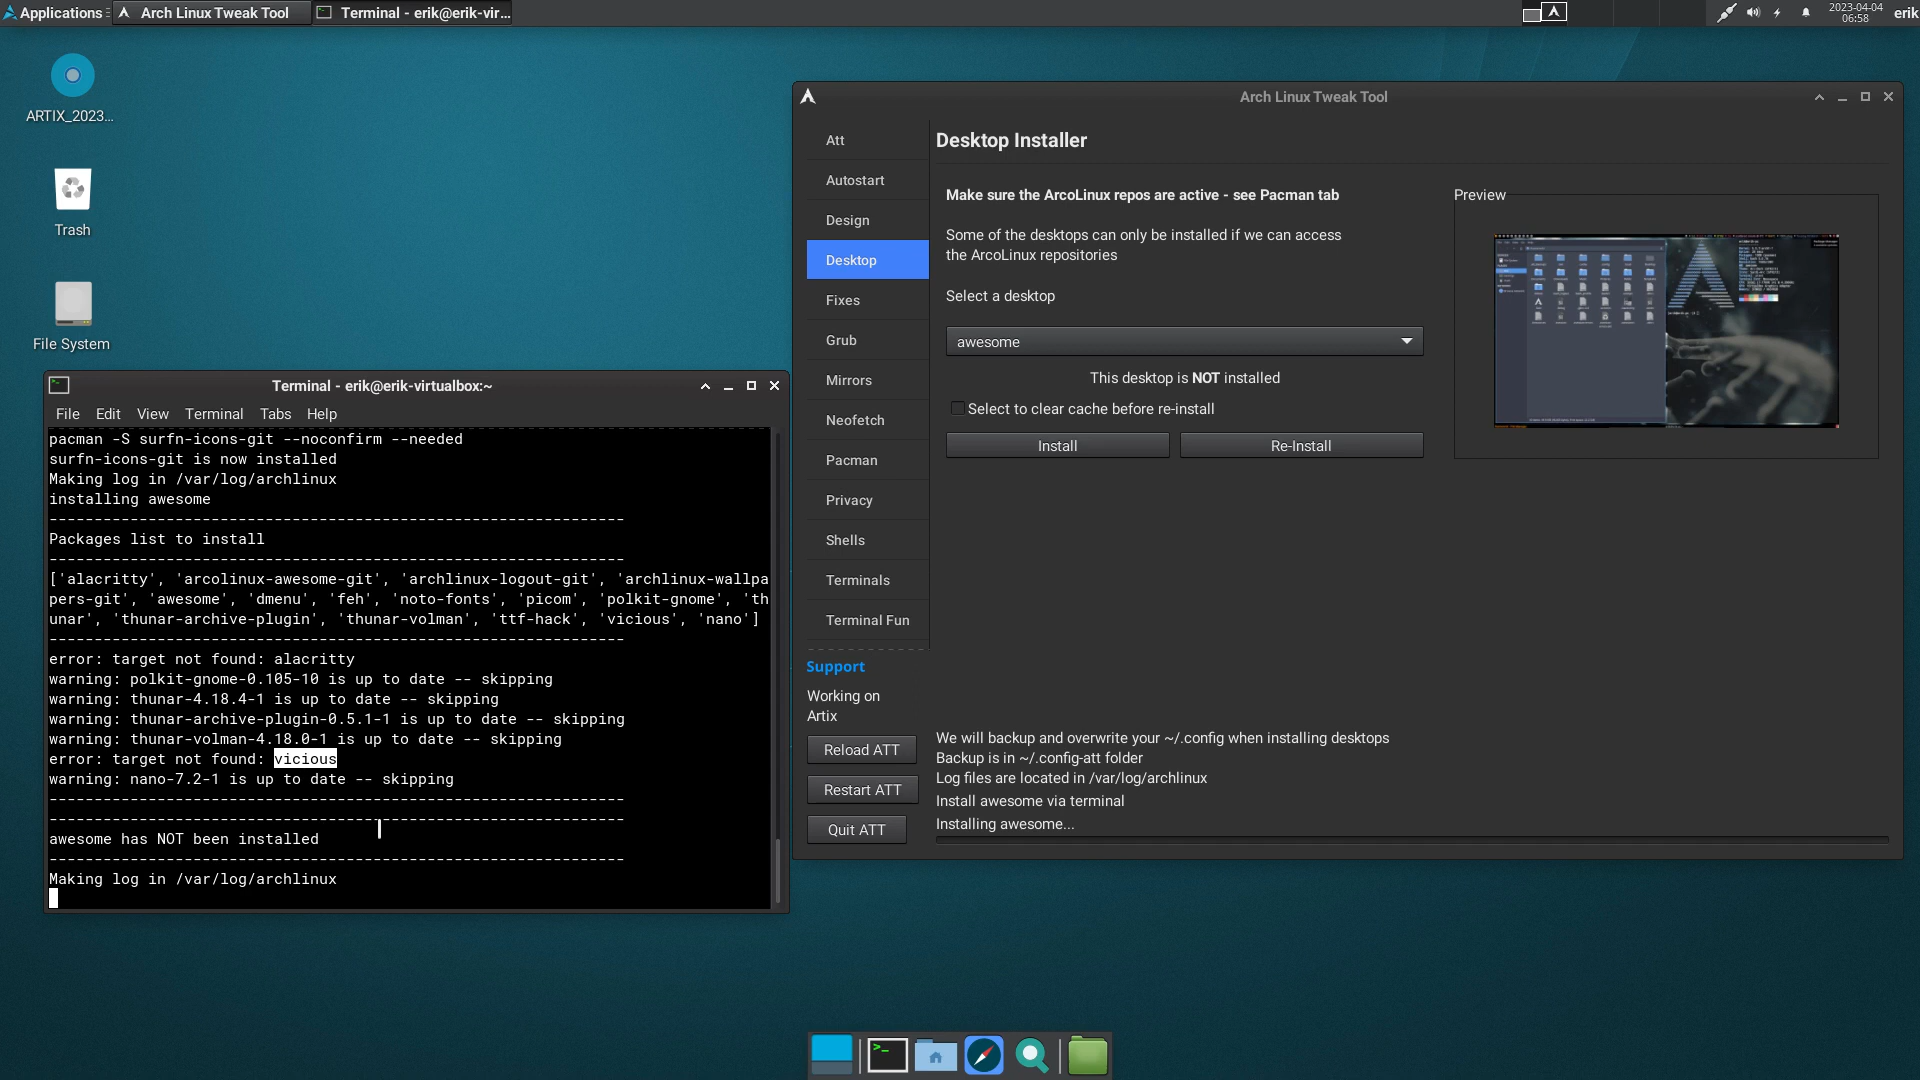 Applications
Arch Linux Tweak Tool
Terminal - erik@erik-vir...
2023-04-04
06:58
erik
ARTIX_2023...
Trash
File System
Terminal - erik@erik-virtualbox:~
File Edit View Terminal Tabs Help
pacman -S surfn-icons-git --noconfirm --needed
surfn-icons-git is now installed
Making log in /var/log/archlinux
installing awesome
----------------------------------------------------------------
Packages list to install
----------------------------------------------------------------
['alacritty', 'arcolinux-awesome-git', 'archlinux-logout-git', 'archlinux-wallpa
pers-git', 'awesome', 'dmenu', 'feh', 'noto-fonts', 'picom', 'polkit-gnome', 'th
unar', 'thunar-archive-plugin', 'thunar-volman', 'ttf-hack', 'vicious', 'nano']
----------------------------------------------------------------
error: target not found: alacritty
warning: polkit-gnome-0.105-10 is up to date -- skipping
warning: thunar-4.18.4-1 is up to date -- skipping
warning: thunar-archive-plugin-0.5.1-1 is up to date -- skipping
warning: thunar-volman-4.18.0-1 is up to date -- skipping
error: target not found: vicious
warning: nano-7.2-1 is up to date -- skipping
----------------------------------------------------------------
----------------------------------------------------------------
awesome has NOT been installed
----------------------------------------------------------------
Making log in /var/log/archlinux
Arch Linux Tweak Tool
Att
Autostart
Design
Desktop
Fixes
Grub
Mirrors
Neofetch
Pacman
Privacy
Shells
Terminals
Terminal Fun
Support
Working on
Artix
Reload ATT
Restart ATT
Quit ATT
Desktop Installer
Make sure the ArcoLinux repos are active - see Pacman tab
Some of the desktops can only be installed if we can access
the ArcoLinux repositories
Select a desktop
awesome
This desktop is NOT installed
Select to clear cache before re-install
Install
Re-Install
Preview
We will backup and overwrite your ~/.config when installing desktops
Backup is in ~/.config-att folder
Log files are located in /var/log/archlinux
Install awesome via terminal
Installing awesome...